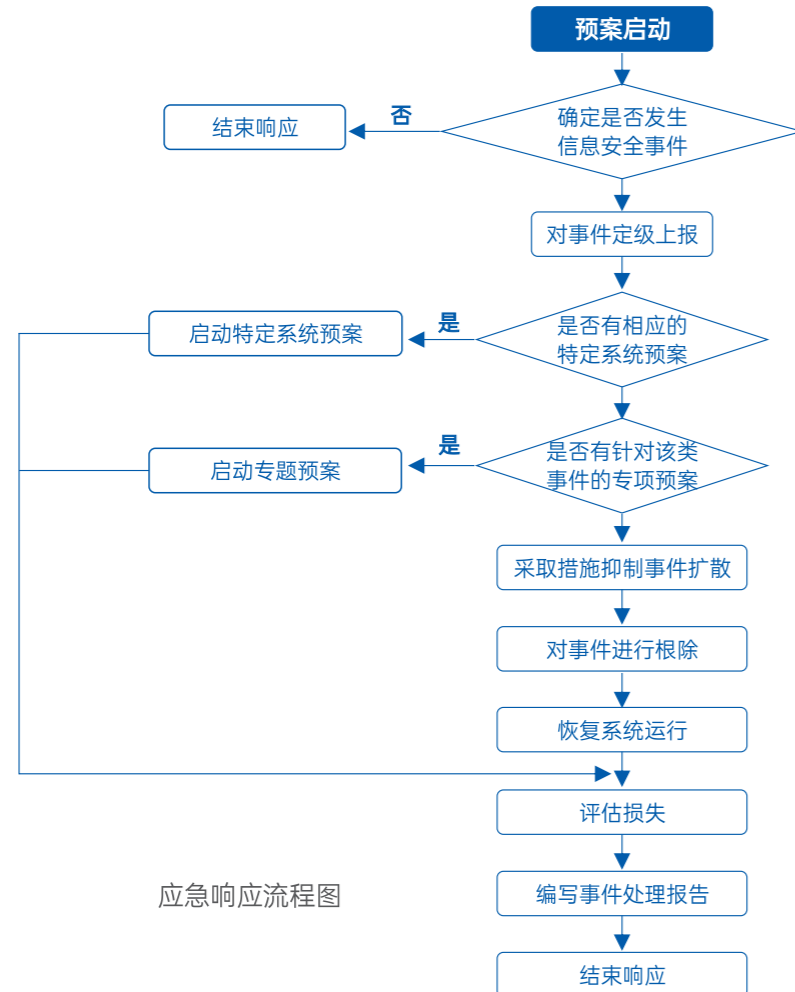 预案启动
否
结束响应
确定是否发生
信息安全事件
对事件定级上报
是
启动特定系统预案
是否有相应的
特定系统预案
是
启动专题预案
是否有针对该类
事件的专项预案
采取措施抑制事件扩散
对事件进行根除
恢复系统运行
评估损失
应急响应流程图
编写事件处理报告
结束响应